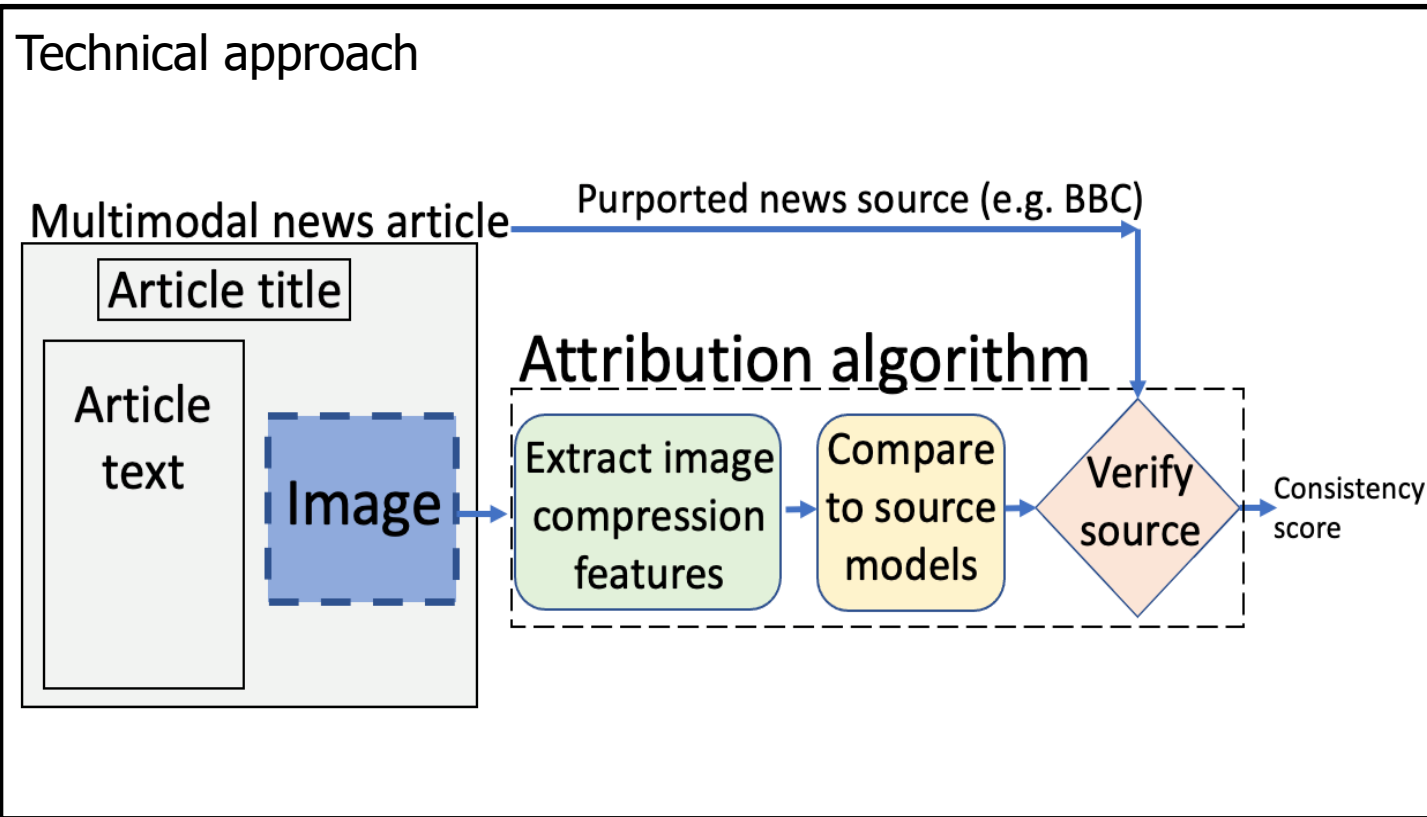 Technical approach
Purported news source (e.g. BBC)
Multimodal news article
Article title
Article
text
Image
Attribution algorithm
Extract image
compression
features
Compare
to source
models
Verify
source
Consistency
score